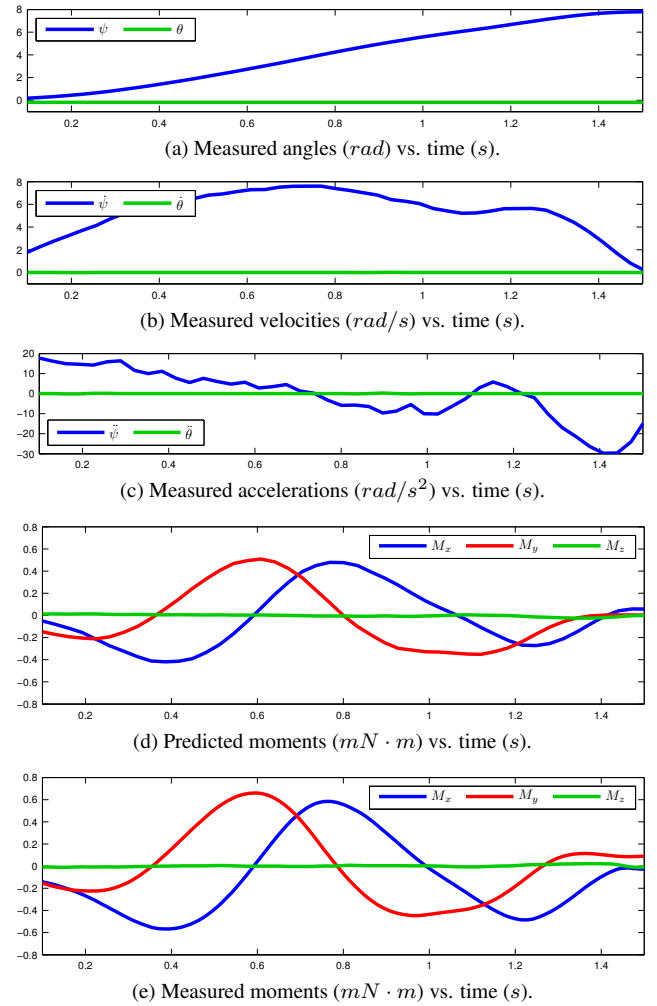 8
6
4
2
0
ψ θ
0.2 0.4 0.6 0.8 1 1.2 1.4
(a) Measured angles (rad) vs. time (s).
8
6
4
2
0
ψ̇ θ̇
0.2 0.4 0.6 0.8 1 1.2 1.4
(b) Measured velocities (rad/s) vs. time (s).
20
10
0
-10
-20
-30
ψ̈ θ̈
0.2 0.4 0.6 0.8 1 1.2 1.4
(c) Measured accelerations (rad/s²) vs. time (s).
0.8
0.6
0.4
0.2
0
-0.2
-0.4
-0.6
-0.8
M_x M_y M_z
0.2 0.4 0.6 0.8 1 1.2 1.4
(d) Predicted moments (mN · m) vs. time (s).
0.8
0.6
0.4
0.2
0
-0.2
-0.4
-0.6
-0.8
M_x M_y M_z
0.2 0.4 0.6 0.8 1 1.2 1.4
(e) Measured moments (mN · m) vs. time (s).